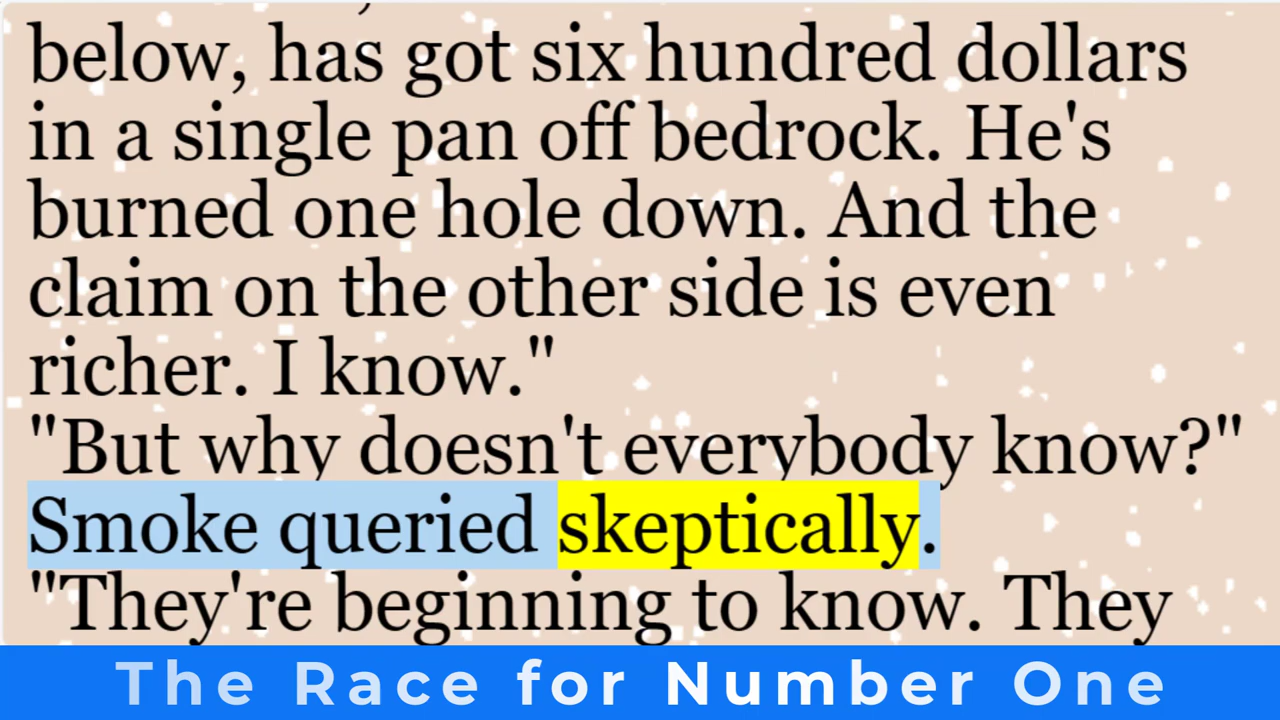 below, has got six hundred dollars
in a single pan off bedrock. He's
burned one hole down. And the
claim on the other side is even
richer. I know."
"But why doesn't everybody know?"
Smoke queried skeptically.
"They're beginning to know. They
The Race for Number One